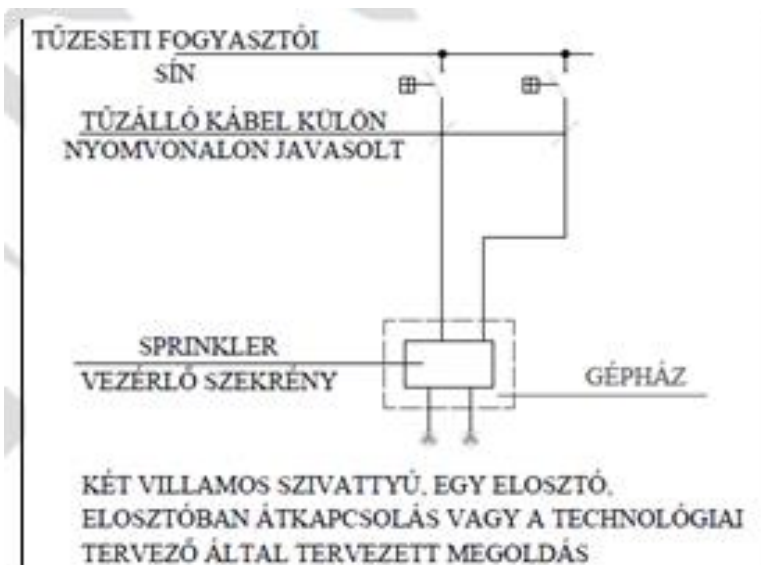 TŰZESETI FOGYASZTÓI
SÍN
TŰZÁLLÓ KÁBEL KÜLÖN
NYOMVONALON JAVASOLT
SPRINKLER
VEZÉRLŐ SZEKRÉNY
GÉPHÁZ
KÉT VILLAMOS SZIVATTYÚ, EGY ELOSZTÓ,
ELOSZTÓBAN ÁTKAPCSOLÁS VAGY A TECHNOLÓGIAI
TERVEZŐ ÁLTAL TERVEZETT MEGOLDÁS